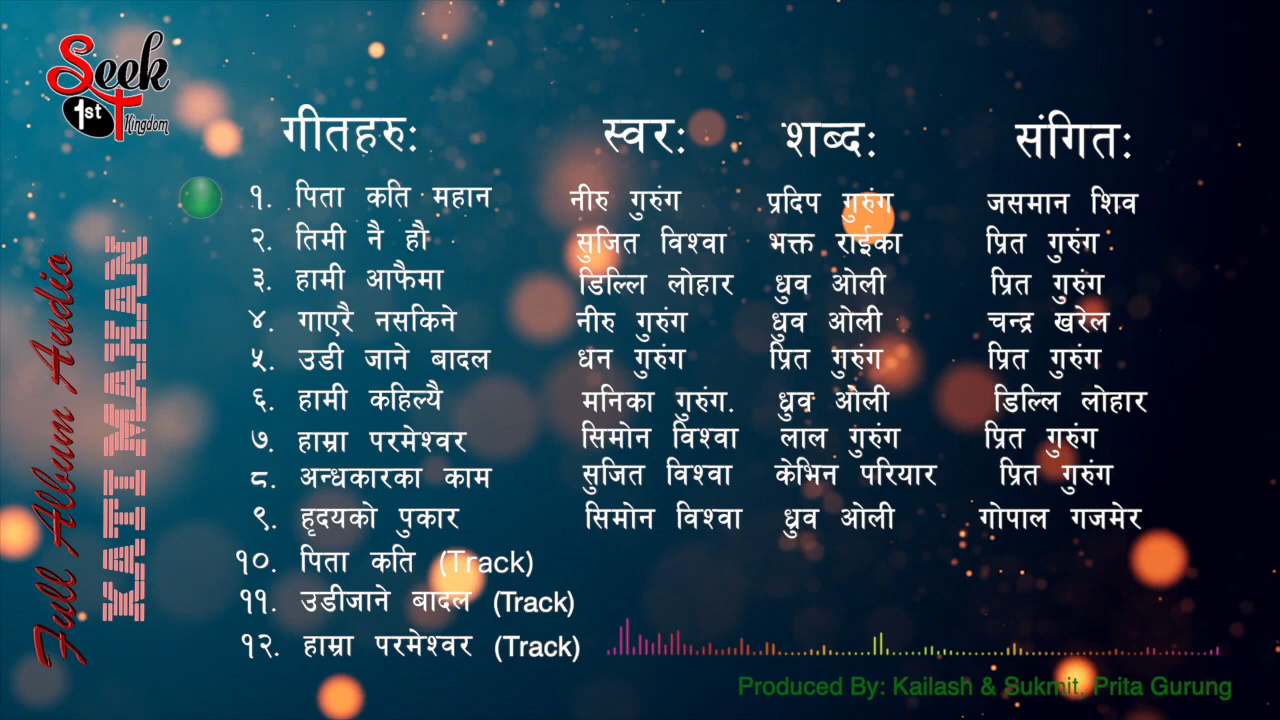 Seek
1st
Kingdom
Full Album Audio
KATI MAHAN
गीतहरुः स्वरः शब्दः संगितः
१. पिता कति महान नीरु गुरुंग प्रदिप गुरुंग जसमान शिव
२. तिमी नै हौ सुजित विश्वा भक्त राईका प्रित गुरुंग
३. हामी आफैमा डिल्लि लोहार ध्रुव ओली प्रित गुरुंग
४. गाएरै नसकिने नीरु गुरुंग ध्रुव ओली चन्द्र खरेल
५. उडी जाने बादल धन गुरुंग प्रित गुरुंग प्रित गुरुंग
६. हामी कहिल्यै मनिका गुरुंग. ध्रुव ओली डिल्लि लोहार
७. हाम्रा परमेश्वर सिमोन विश्वा लाल गुरुंग प्रित गुरुंग
८. अन्धकारका काम सुजित विश्वा केभिन परियार प्रित गुरुंग
९. हृदयको पुकार सिमोन विश्वा ध्रुव ओली गोपाल गजमेर
१०. पिता कति (Track)
११. उडीजाने बादल (Track)
१२. हाम्रा परमेश्वर (Track)
Produced By: Kailash & Sukmit, Prita Gurung